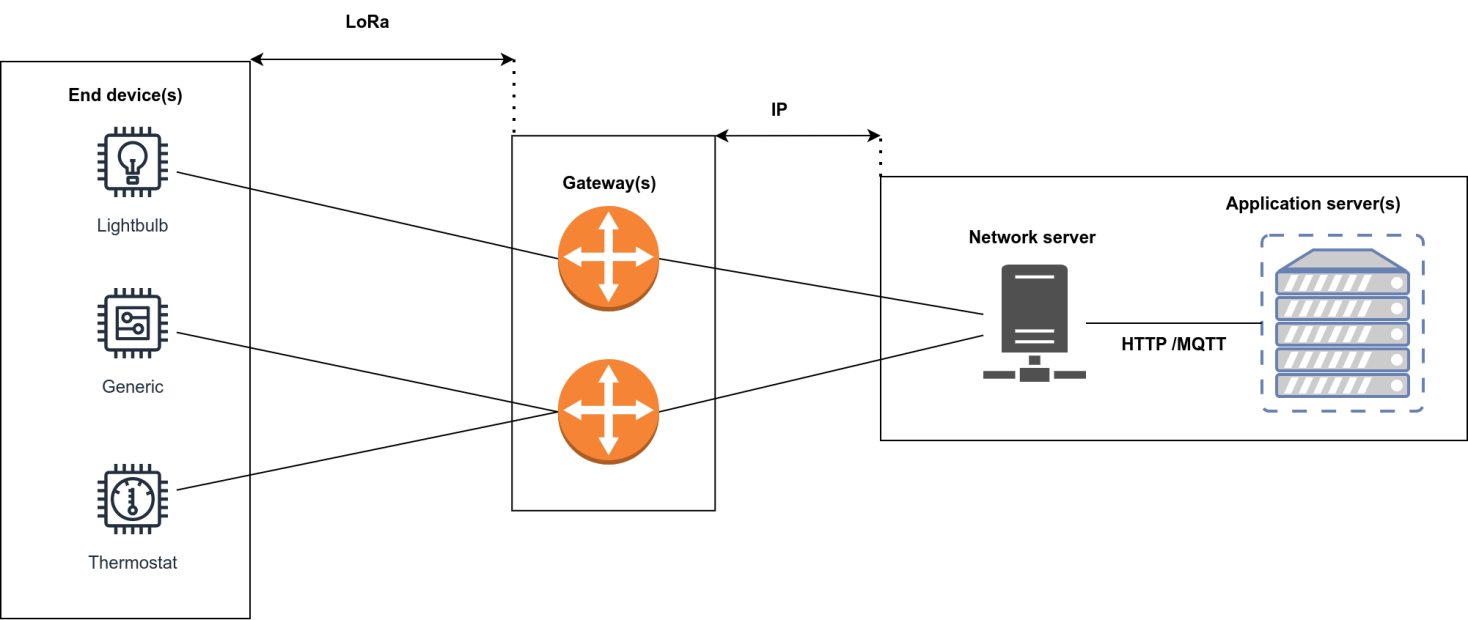 LoRa
End device(s)
IP
Gateway(s)
Application server(s)
Lightbulb
Network server
HTTP /MQTT
Generic
Thermostat